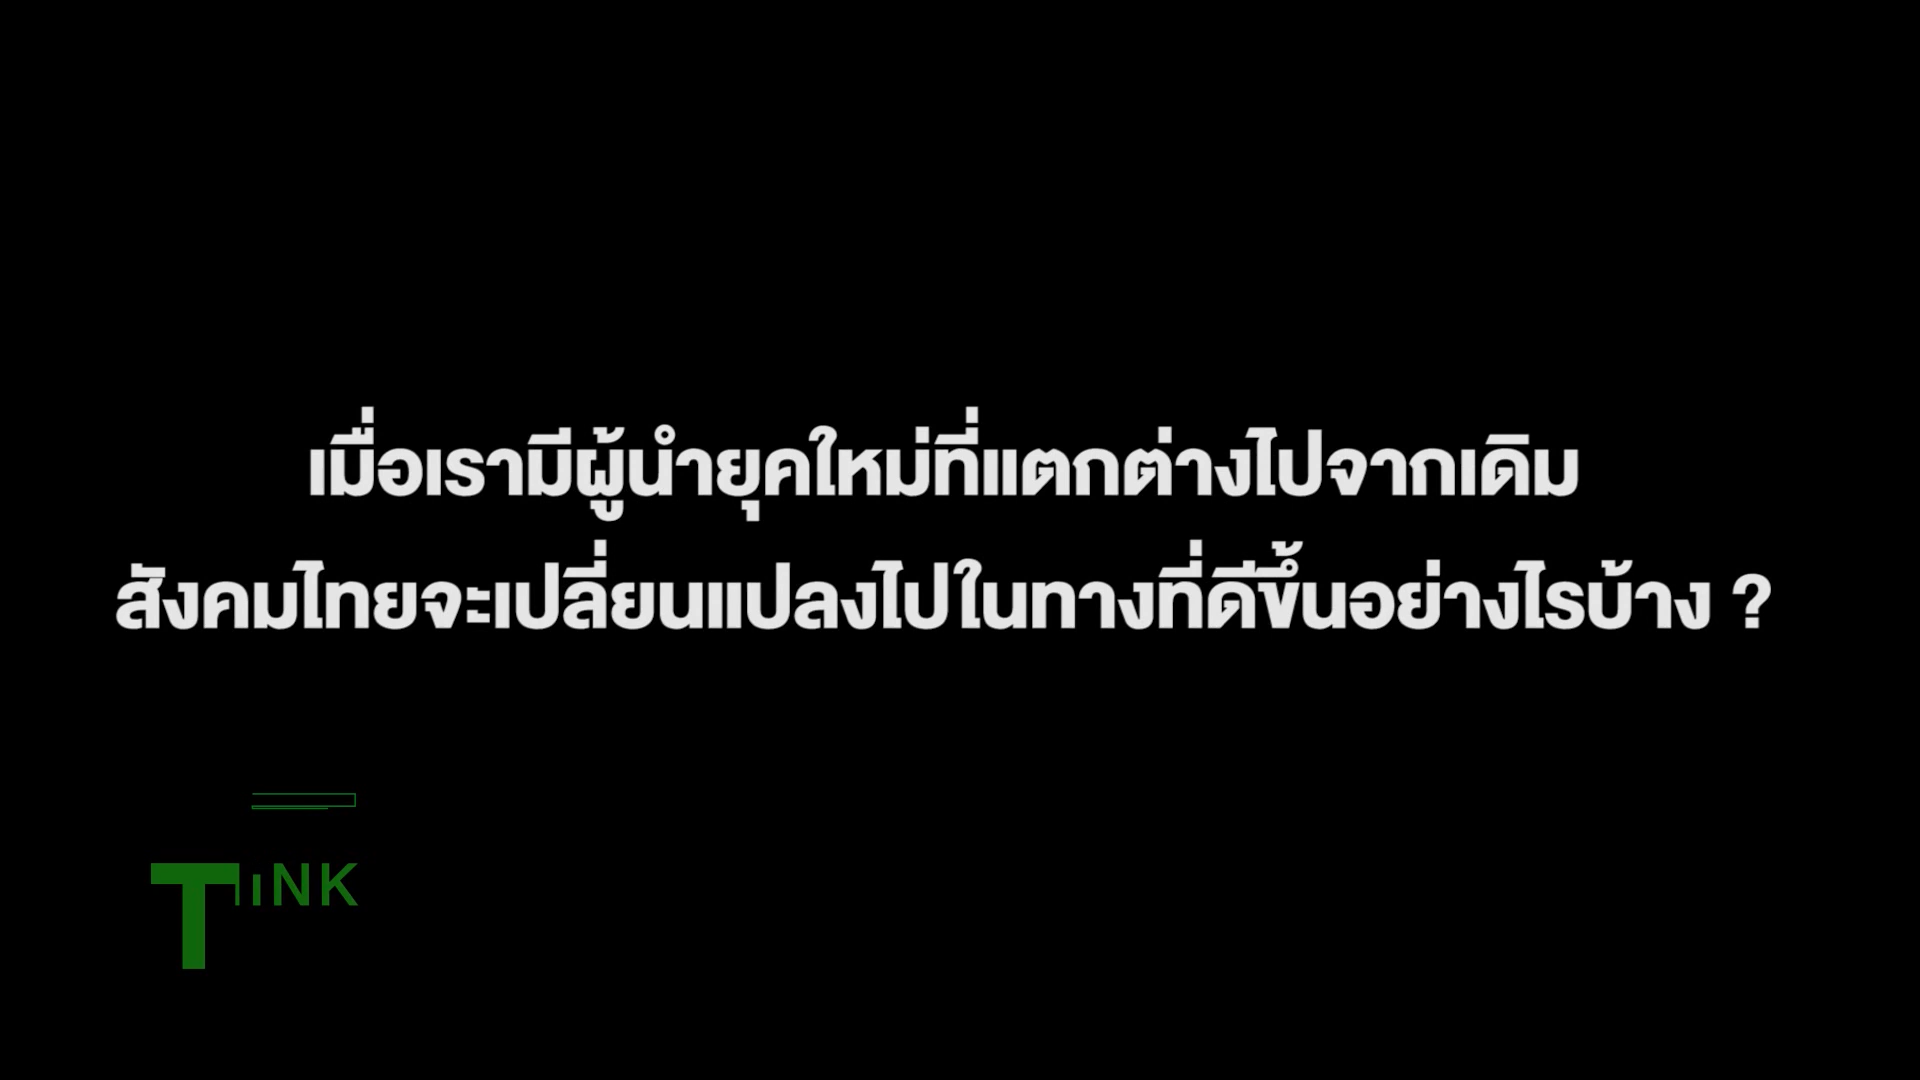 เมื่อเรามีผู้นำยุคใหม่ที่แตกต่างไปจากเดิม
สังคมไทยจะเปลี่ยนแปลงไปในทางที่ดีขึ้นอย่างไรบ้าง ?
TiNK